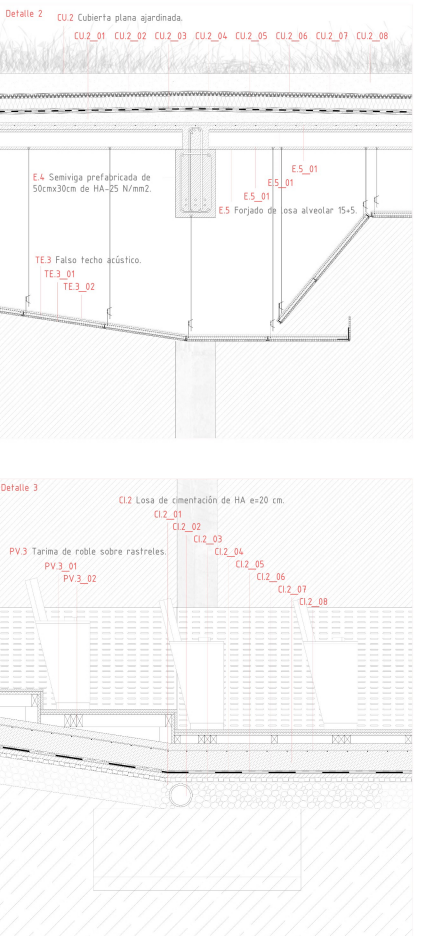 Detalle 2
CU.2 Cubierta plana ajardinada.
CU.2_01 CU.2_02 CU.2_03 CU.2_04 CU.2_05 CU.2_06 CU.2_07 CU.2_08
E.4 Semiviga prefabricada de
50cmx30cm de HA-25 N/mm2.
E.5_01
E.5_01
E.5_01
E.5 Forjado de losa alveolar 15+5.
TE.3 Falso techo acústico.
TE.3_01
TE.3_02
Detalle 3
CI.2 Losa de cimentación de HA e=20 cm.
CI.2_01
CI.2_02
CI.2_03
PV.3 Tarima de roble sobre rastreles.
CI.2_04
PV.3_01
CI.2_05
PV.3_02
CI.2_06
CI.2_07
CI.2_08